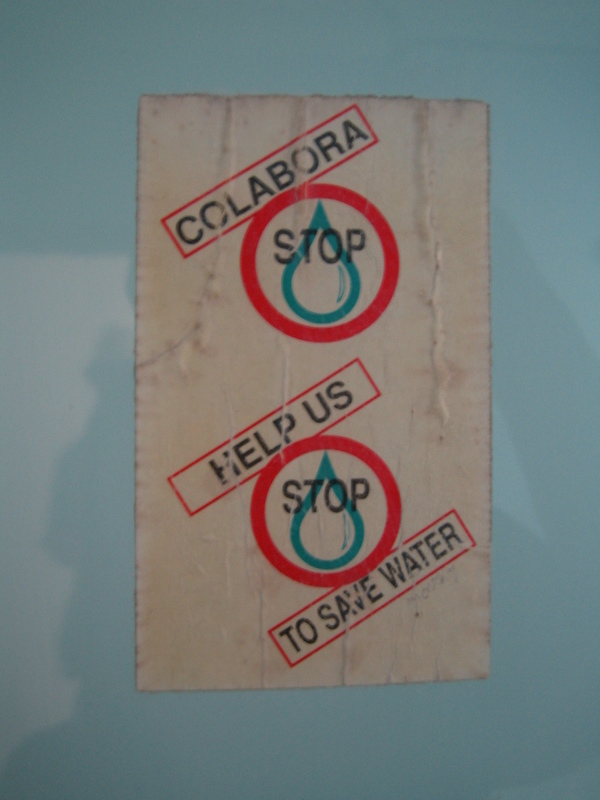 COLABORA
STOP
HELP US
STOP
TO SAVE WATER